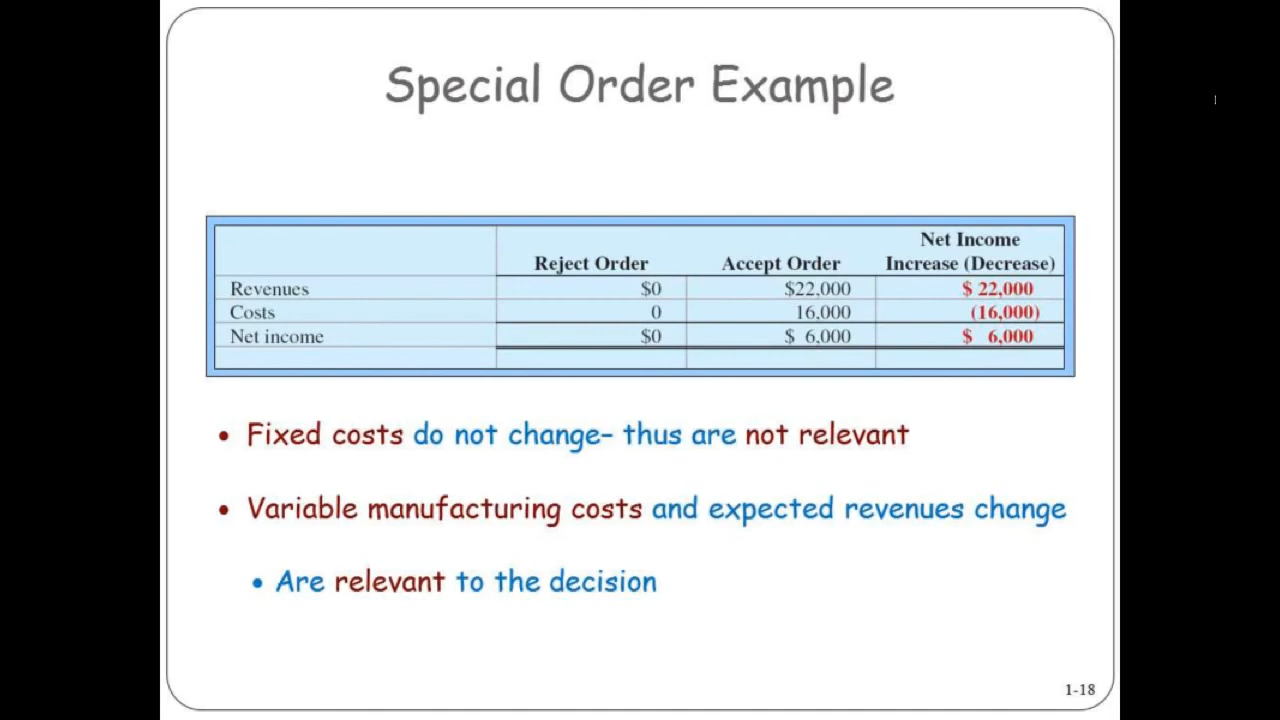 Special Order Example
Net Income
Reject Order Accept Order Increase (Decrease)
Revenues $0 $22,000 $ 22,000
Costs 0 16,000 (16,000)
Net income $0 $ 6,000 $ 6,000
• Fixed costs do not change– thus are not relevant
• Variable manufacturing costs and expected revenues change
• Are relevant to the decision
1-18